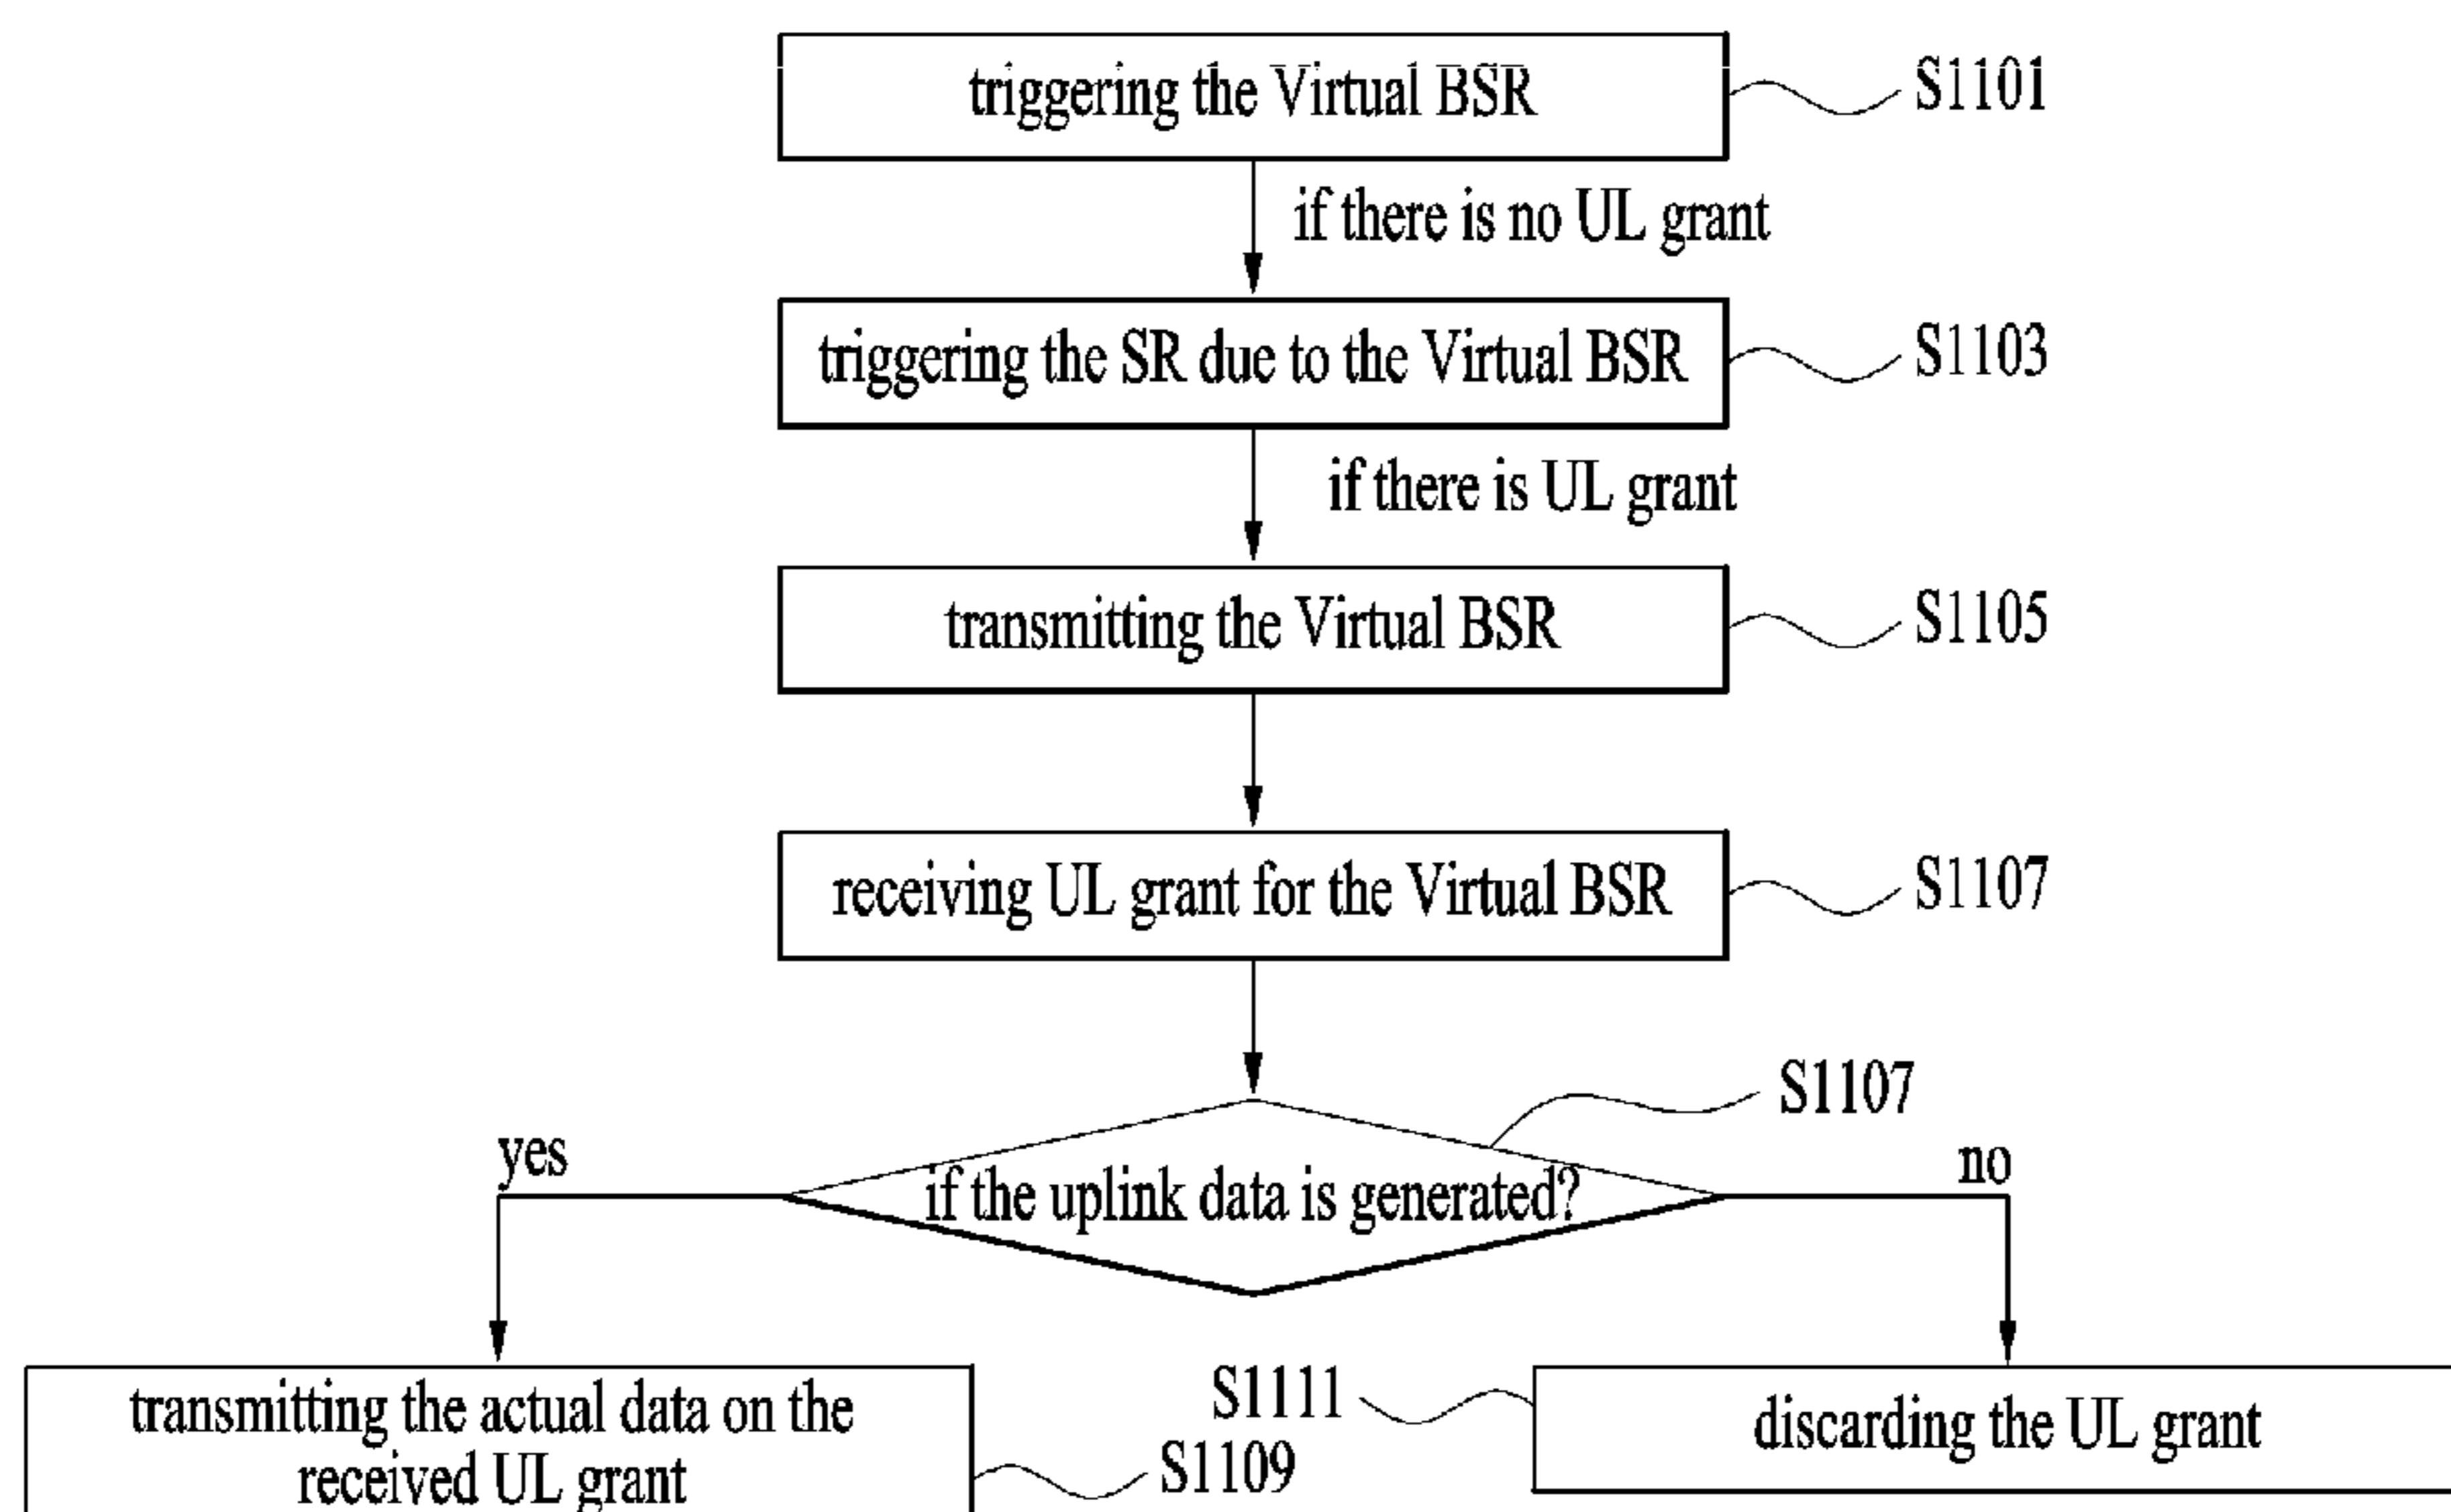 triggering the Virtual BSR
S1101
if there is no UL grant
triggering the SR due to the Virtual BSR
S1103
if there is UL grant
transmitting the Virtual BSR
S1105
receiving UL grant for the Virtual BSR
S1107
S1107
yes
if the uplink data is generated?
no
transmitting the actual data on the
received UL grant
S1109
S1111
discarding the UL grant